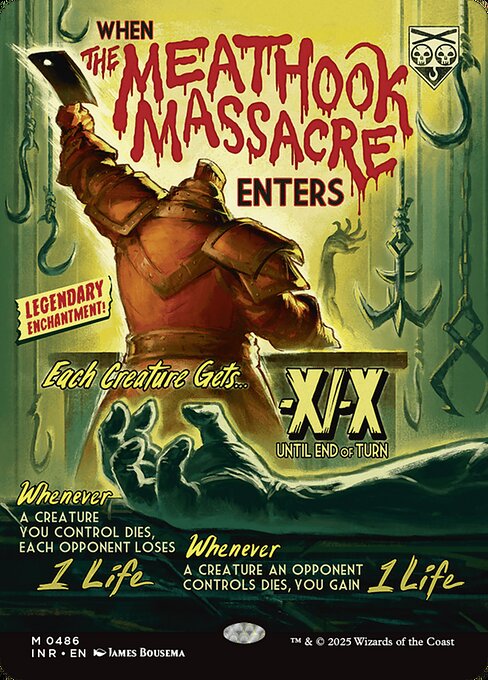 WHEN
THE MEATHOOK
MASSACRE
ENTERS
LEGENDARY
ENCHANTMENT!
Each Creature Gets...
-X/-X
UNTIL END OF TURN
Whenever
A CREATURE
YOU CONTROL DIES,
EACH OPPONENT LOSES
1 Life
Whenever
A CREATURE AN OPPONENT
CONTROLS DIES, YOU GAIN
1 Life
M 0486
INR • EN JAMES BOUSEMA
™ & © 2025 Wizards of the Coast